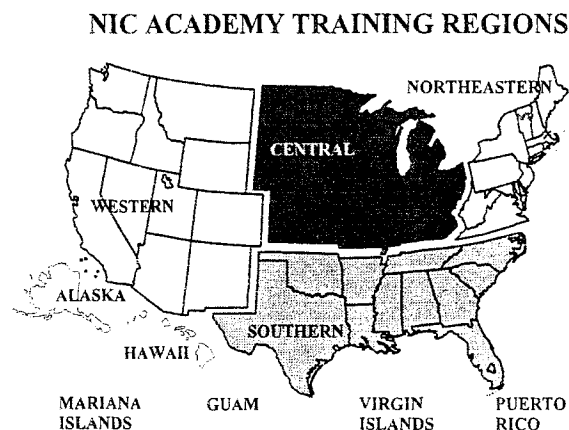 NIC ACADEMY TRAINING REGIONS
NORTHEASTERN
CENTRAL
WESTERN
ALASKA
SOUTHERN
HAWAII
MARIANA
ISLANDS
GUAM
VIRGIN
ISLANDS
PUERTO
RICO